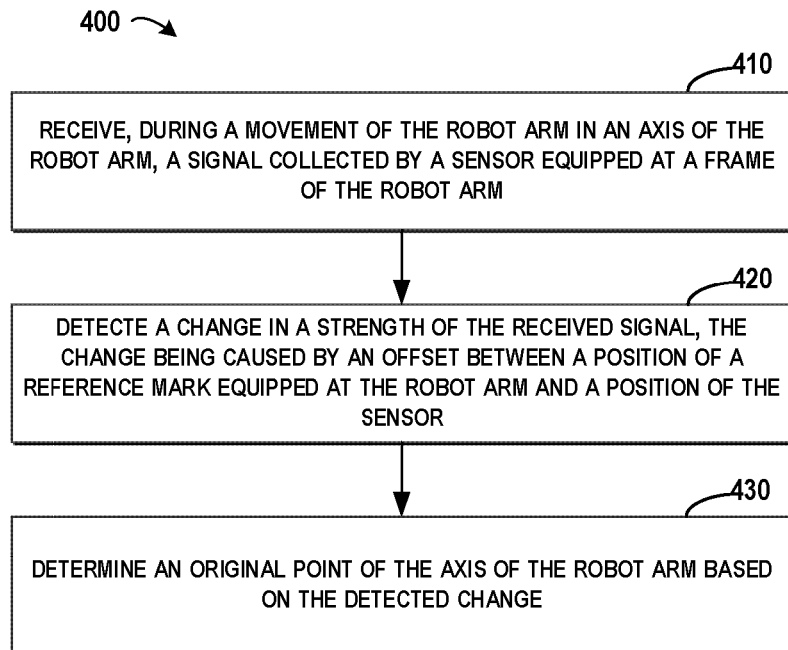 400
410
RECEIVE, DURING A MOVEMENT OF THE ROBOT ARM IN AN AXIS OF THE
ROBOT ARM, A SIGNAL COLLECTED BY A SENSOR EQUIPPED AT A FRAME
OF THE ROBOT ARM
420
DETECTE A CHANGE IN A STRENGTH OF THE RECEIVED SIGNAL, THE
CHANGE BEING CAUSED BY AN OFFSET BETWEEN A POSITION OF A
REFERENCE MARK EQUIPPED AT THE ROBOT ARM AND A POSITION OF THE
SENSOR
430
DETERMINE AN ORIGINAL POINT OF THE AXIS OF THE ROBOT ARM BASED
ON THE DETECTED CHANGE